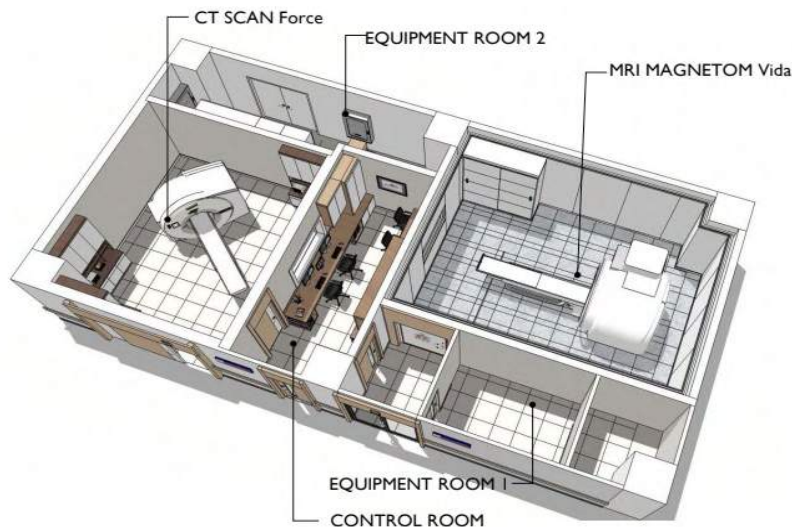 CT SCAN Force
EQUIPMENT ROOM 2
MRI MAGNETOM Vida
EQUIPMENT ROOM 1
CONTROL ROOM